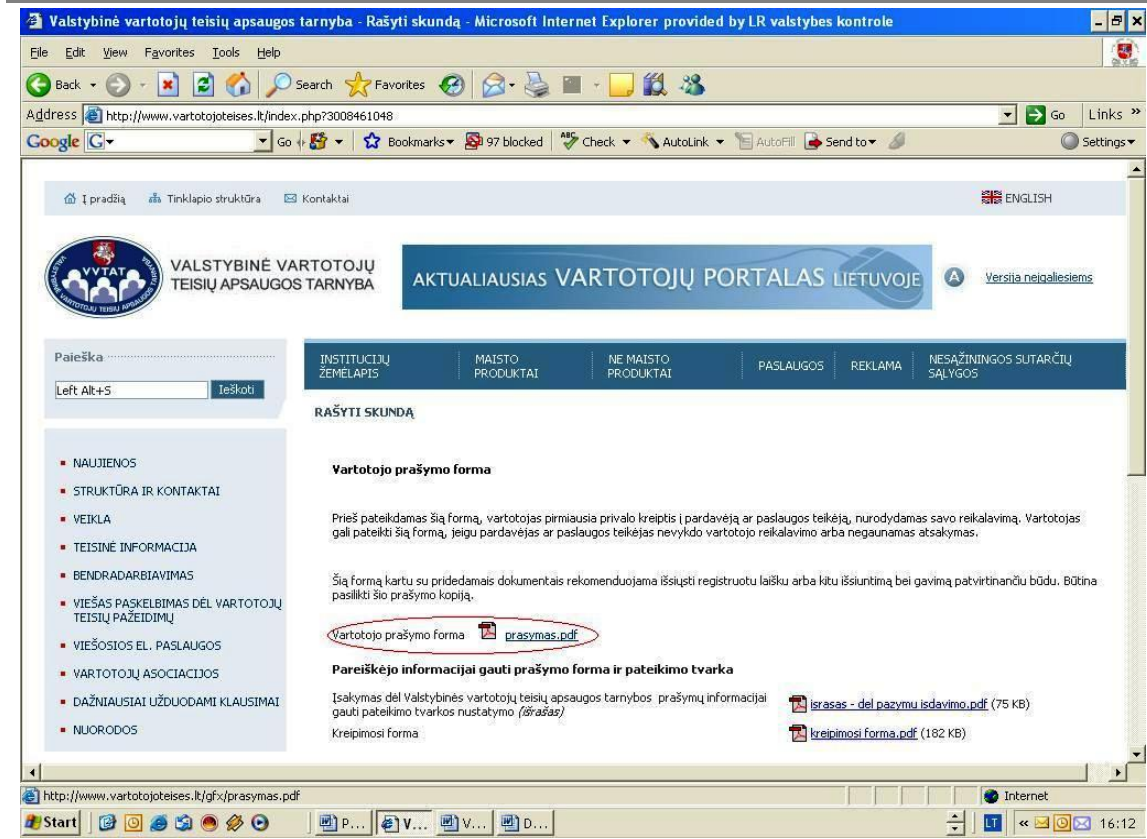 Valstybinė vartotojų teisių apsaugos tarnyba - Rašyti skundą - Microsoft Internet Explorer provided by LR valstybes kontrole
File Edit View Favorites Tools Help
Back Search Favorites
Address http://www.vartotojoteises.lt/index.php?3008461048 Go Links »
Google G Go Bookmarks 97 blocked ABC Check AutoLink AutoFill Send to Settings
Į pradžią Tinklapio struktūra Kontaktai ENGLISH
VALSTYBINĖ VARTOTOJŲ TEISIŲ APSAUGOS TARNYBA
VVTAT
VALSTYBINĖ VARTOTOJŲ
TEISIŲ APSAUGOS TARNYBA
AKTUALIAUSIAS VARTOTOJŲ PORTALAS LIETUVOJE
A Versija neįgaliesiems
Paieška
Left Alt+S Ieškoti
INSTITUCIJŲ ŽEMĖLAPIS
MAISTO PRODUKTAI
NE MAISTO PRODUKTAI
PASLAUGOS
REKLAMA
NESĄŽININGOS SUTARČIŲ SĄLYGOS
RAŠYTI SKUNDĄ
NAUJIENOS
STRUKTŪRA IR KONTAKTAI
VEIKLA
TEISINĖ INFORMACIJA
BENDRADARBIAVIMAS
VIEŠAS PASKELBIMAS DĖL VARTOTOJŲ
TEISIŲ PAŽEIDIMŲ
VIEŠOSIOS EL. PASLAUGOS
VARTOTOJŲ ASOCIACIJOS
DAŽNIAUSIAI UŽDUODAMI KLAUSIMAI
NUORODOS
Vartotojo prašymo forma
Prieš pateikdamas šią formą, vartotojas pirmiausia privalo kreiptis į pardavėją ar paslaugos teikėją, nurodydamas savo reikalavimą. Vartotojas
gali pateikti šią formą, jeigu pardavėjas ar paslaugos teikėjas nevykdo vartotojo reikalavimo arba negaunamas atsakymas.
Šią formą kartu su pridedamais dokumentais rekomenduojama išsiųsti registruotu laišku arba kitu išsiuntimą bei gavimą patvirtinančiu būdu. Būtina
pasilikti šio prašymo kopiją.
Vartotojo prašymo forma prasymas.pdf
Pareiškėjo informacijai gauti prašymo forma ir pateikimo tvarka
Įsakymas dėl Valstybinės vartotojų teisių apsaugos tarnybos prašymų informacijai
gauti pateikimo tvarkos nustatymo (išrašas)
israsas - del pazymu isdavimo.pdf (75 KB)
Kreipimosi forma kreipimosi forma.pdf (182 KB)
http://www.vartotojoteises.lt/gfx/prasymas.pdf Internet
Start P... V... V... D... LT « 16:12